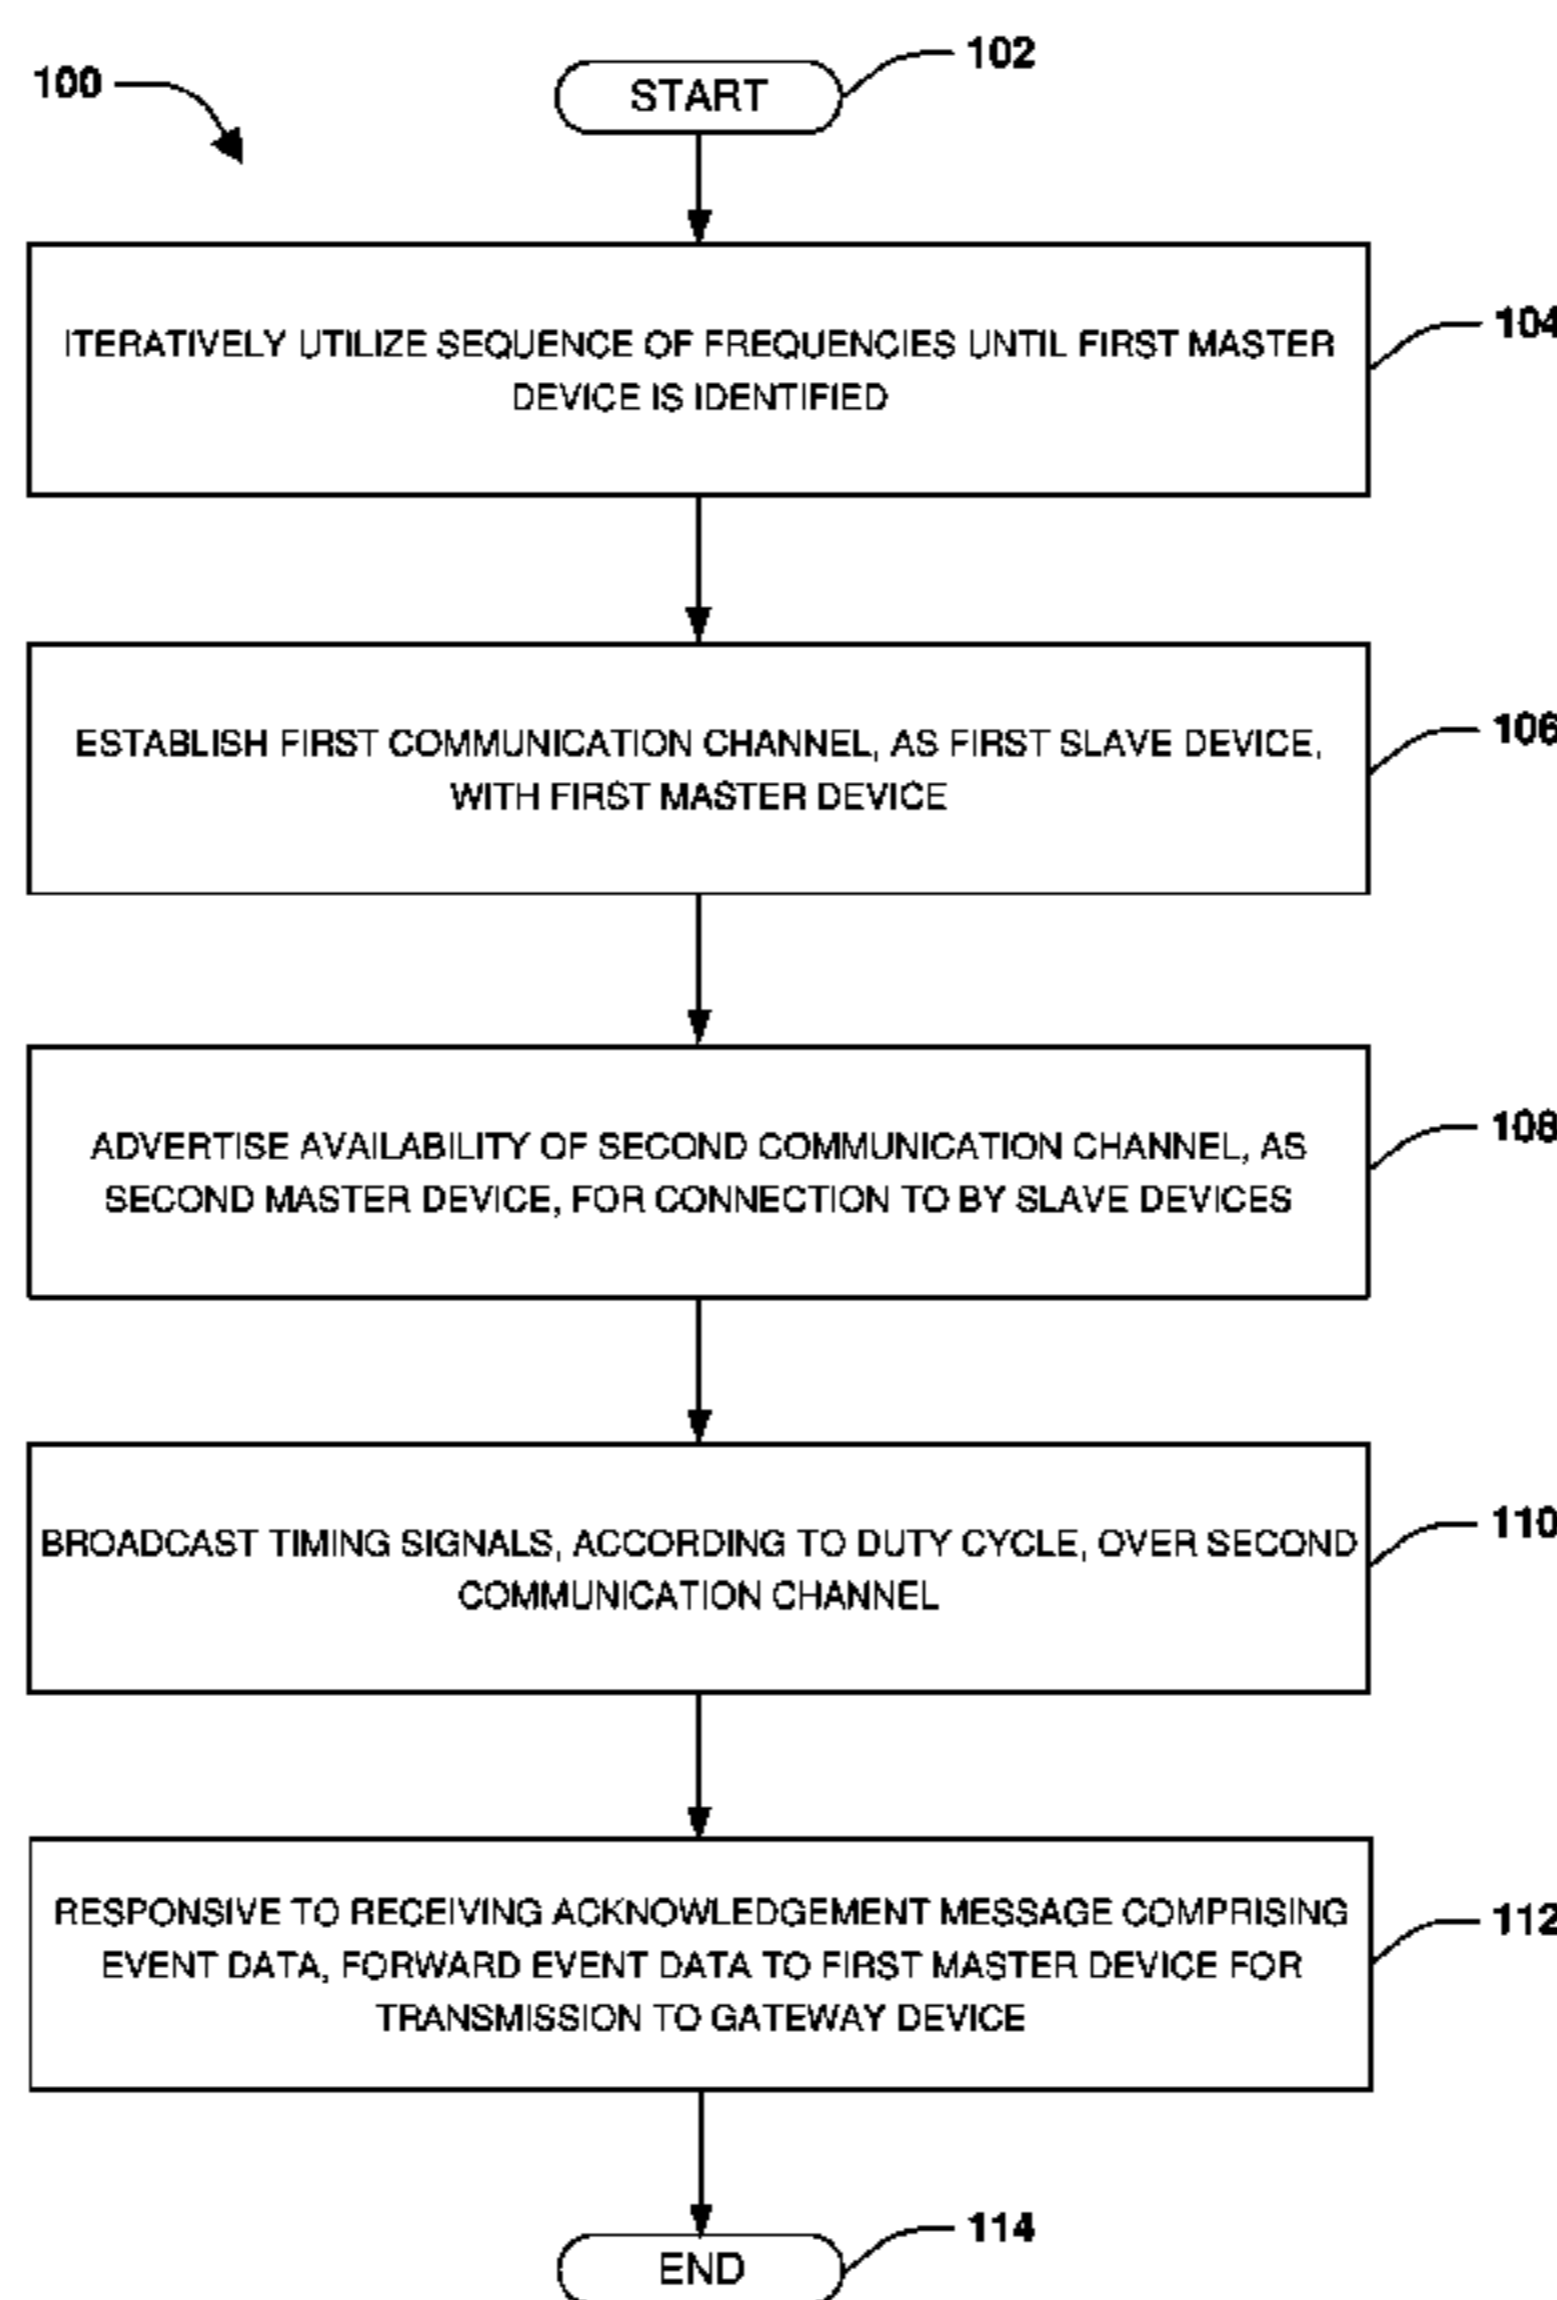 100
START
102
ITERATIVELY UTILIZE SEQUENCE OF FREQUENCIES UNTIL FIRST MASTER
DEVICE IS IDENTIFIED
104
ESTABLISH FIRST COMMUNICATION CHANNEL, AS FIRST SLAVE DEVICE,
WITH FIRST MASTER DEVICE
106
ADVERTISE AVAILABILITY OF SECOND COMMUNICATION CHANNEL, AS
SECOND MASTER DEVICE, FOR CONNECTION TO BY SLAVE DEVICES
108
BROADCAST TIMING SIGNALS, ACCORDING TO DUTY CYCLE, OVER SECOND
COMMUNICATION CHANNEL
110
RESPONSIVE TO RECEIVING ACKNOWLEDGEMENT MESSAGE COMPRISING
EVENT DATA, FORWARD EVENT DATA TO FIRST MASTER DEVICE FOR
TRANSMISSION TO GATEWAY DEVICE
112
END
114